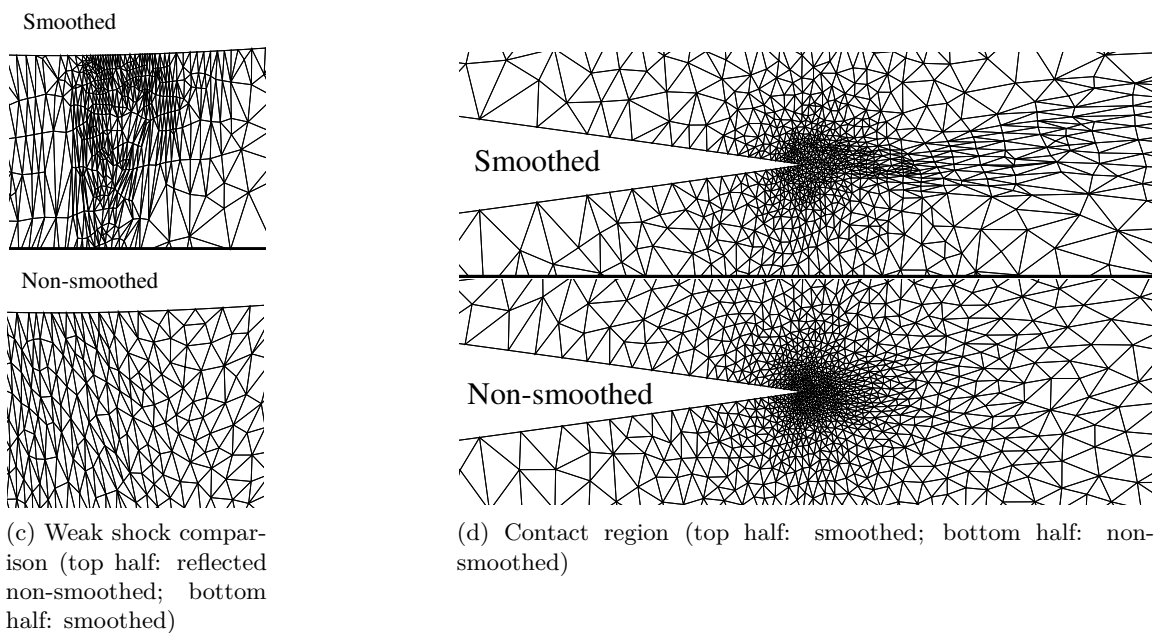 Smoothed
Non-smoothed
(c) Weak shock compar-
ison (top half: reflected
non-smoothed; bottom
half: smoothed)
Smoothed
Non-smoothed
(d) Contact region (top half: smoothed; bottom half: non-
smoothed)